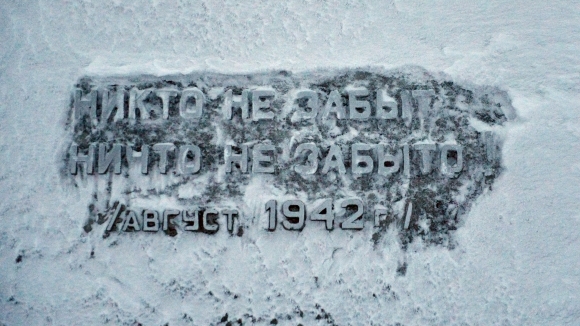 НИКТО НЕ ЗАБЫТ
НИЧТО НЕ ЗАБЫТО!
/АВГУСТ 1942 г/